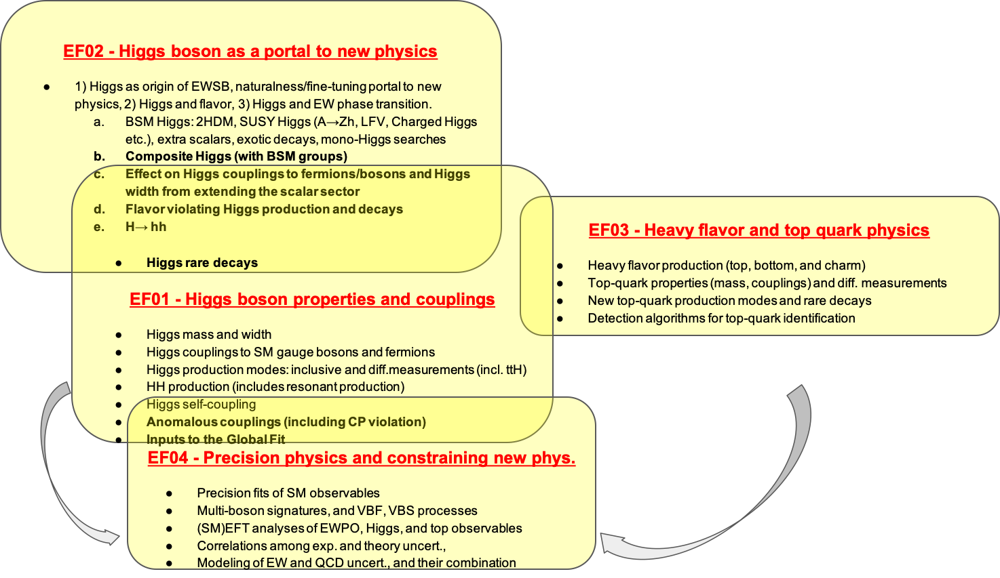 EF02 - Higgs boson as a portal to new physics
● 1) Higgs as origin of EWSB, naturalness/fine-tuning portal to new
physics, 2) Higgs and flavor, 3) Higgs and EW phase transition.
a. BSM Higgs: 2HDM, SUSY Higgs (A→Zh, LFV, Charged Higgs
etc.), extra scalars, exotic decays, mono-Higgs searches
b. Composite Higgs (with BSM groups)
c. Effect on Higgs couplings to fermions/bosons and Higgs
width from extending the scalar sector
d. Flavor violating Higgs production and decays
e. H→ hh
● Higgs rare decays
EF01 - Higgs boson properties and couplings
● Higgs mass and width
● Higgs couplings to SM gauge bosons and fermions
● Higgs production modes: inclusive and diff.measurements (incl. ttH)
● HH production (includes resonant production)
● Higgs self-coupling
● Anomalous couplings (including CP violation)
● Inputs to the Global Fit
EF03 - Heavy flavor and top quark physics
● Heavy flavor production (top, bottom, and charm)
● Top-quark properties (mass, couplings) and diff. measurements
● New top-quark production modes and rare decays
● Detection algorithms for top-quark identification
EF04 - Precision physics and constraining new phys.
● Precision fits of SM observables
● Multi-boson signatures, and VBF, VBS processes
● (SM)EFT analyses of EWPO, Higgs, and top observables
● Correlations among exp. and theory uncert.,
● Modeling of EW and QCD uncert., and their combination